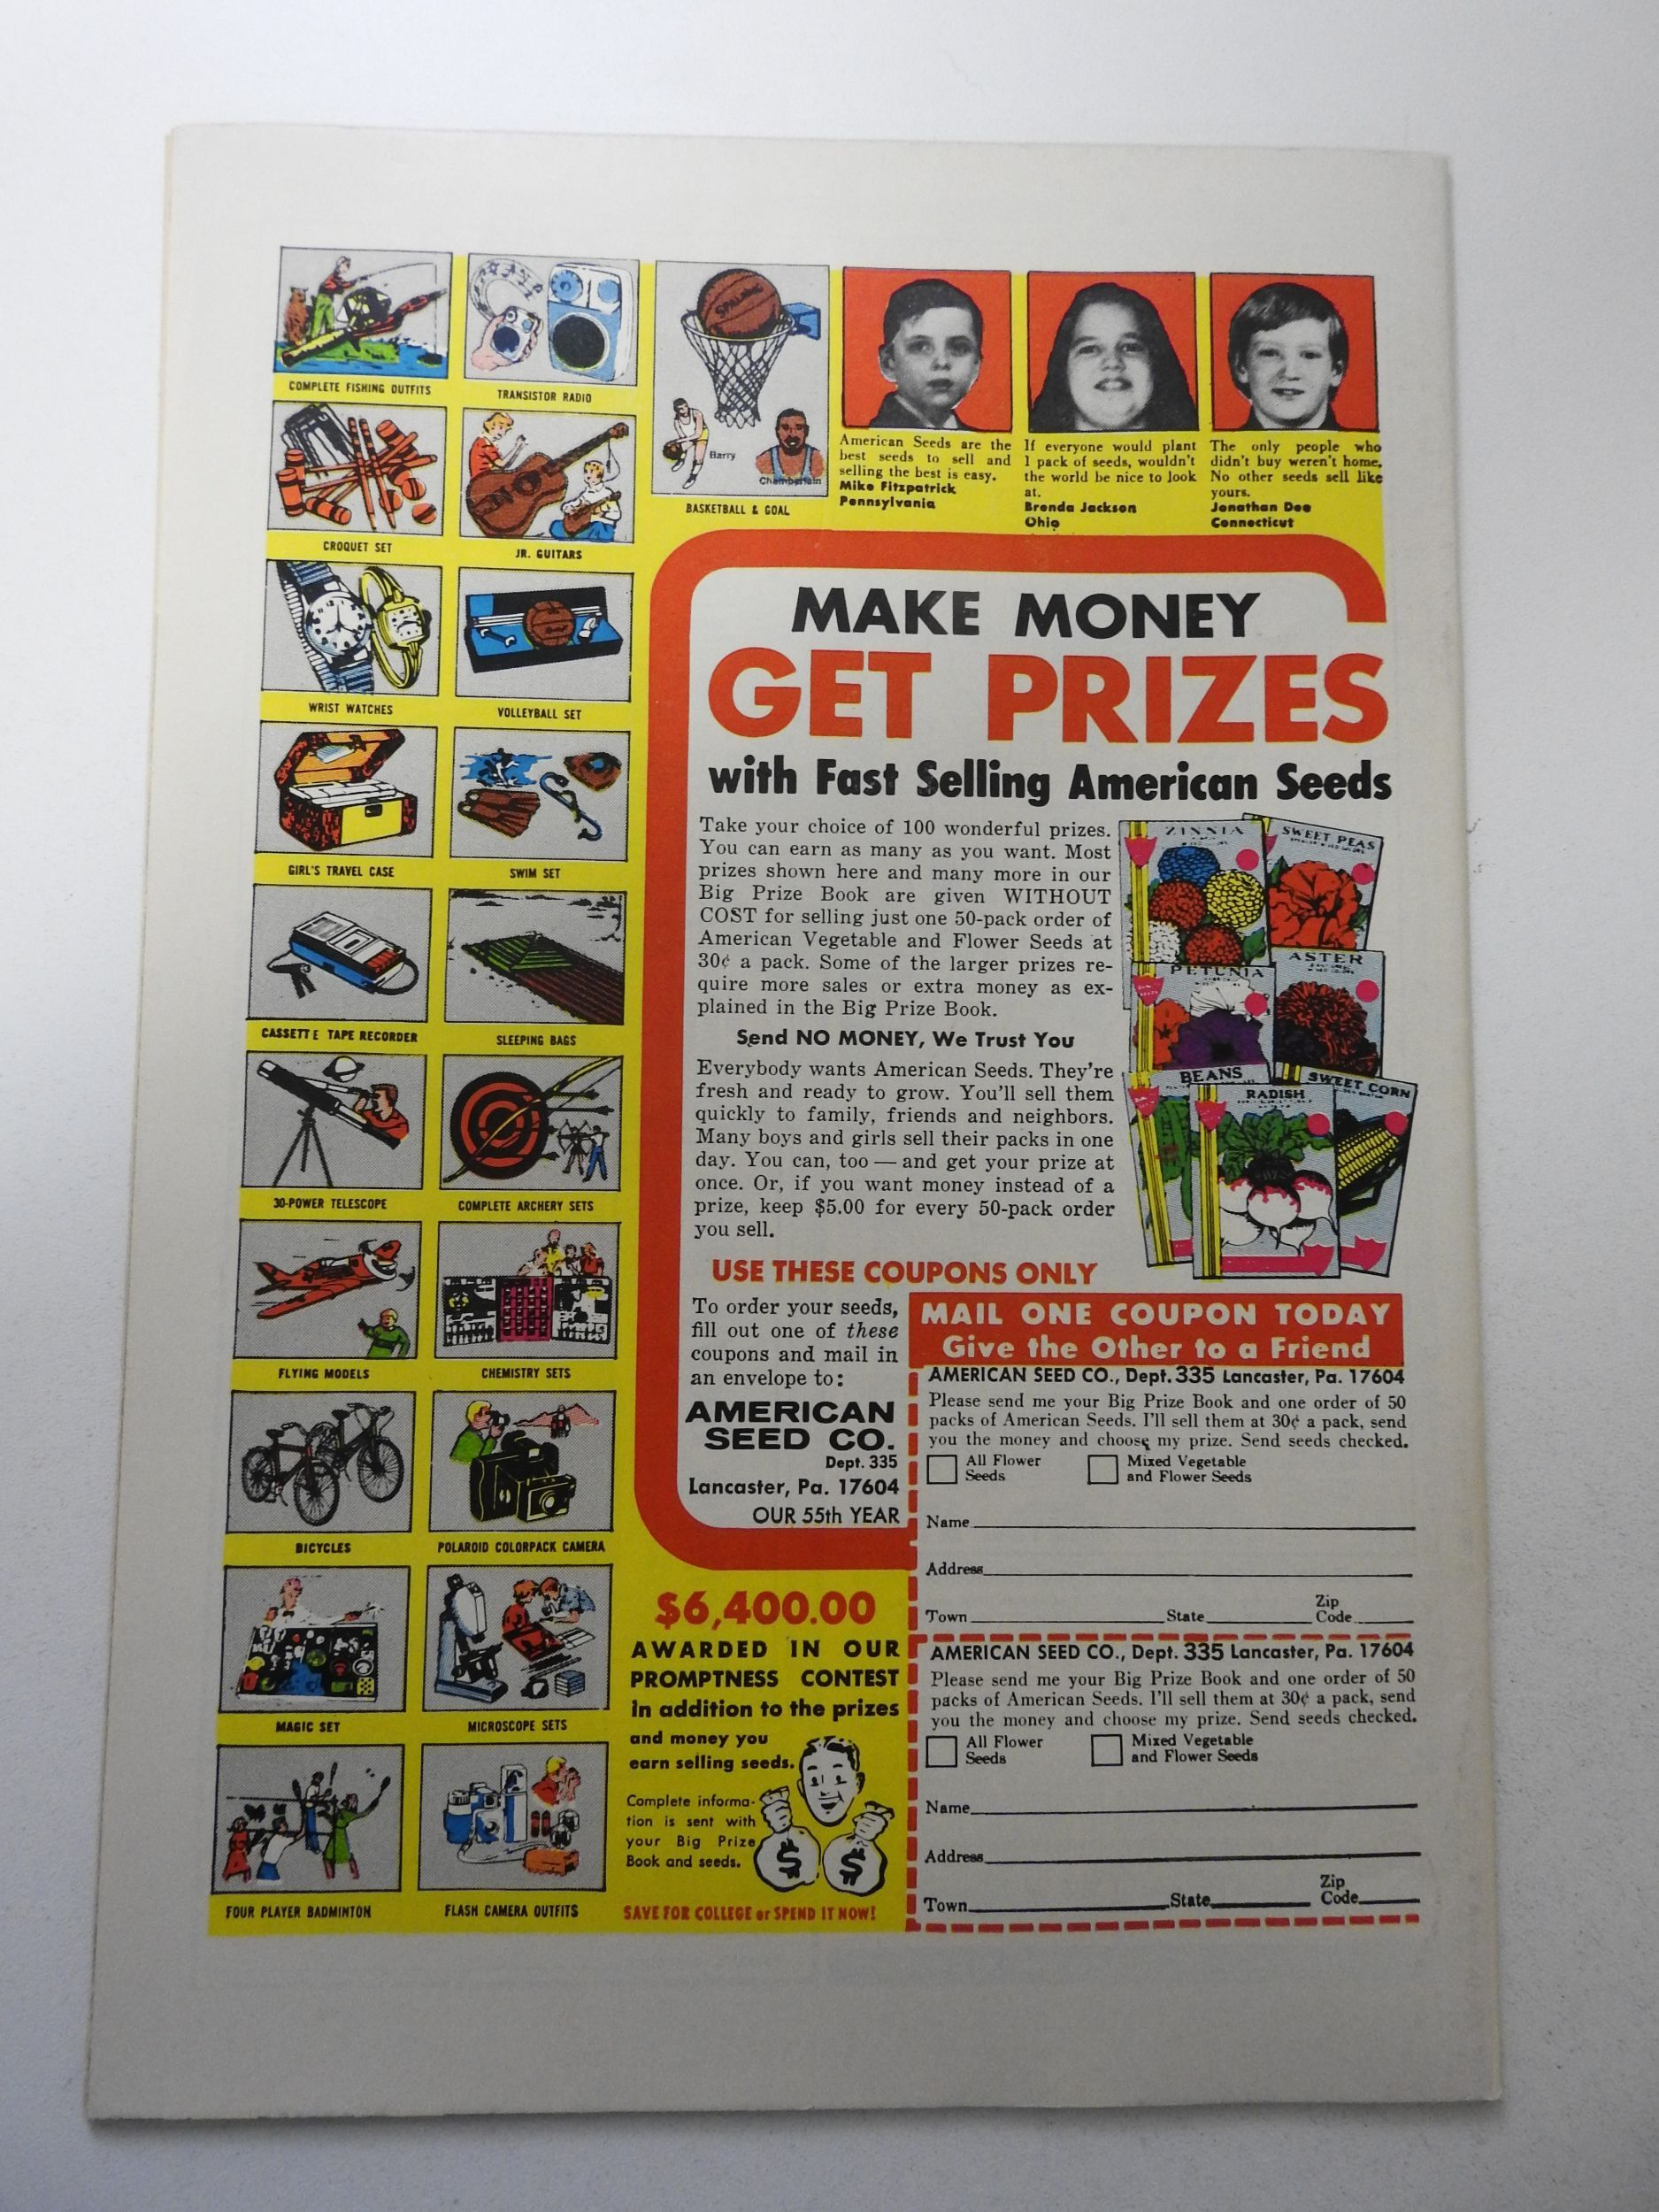 COMPLETE FISHING OUTFITS
TRANSISTOR RADIO
SPALDING
Barry
Chamberlain
BASKETBALL & GOAL
American Seeds are the
best seeds to sell and
selling the best is easy.
Mike Fitzpatrick
Pennsylvania
If everyone would plant
1 pack of seeds, wouldn't
the world be nice to look
at.
Brenda Jackson
Ohio
The only people who
didn't buy weren't home.
No other seeds sell like
yours.
Jonathan Dee
Connecticut
CROQUET SET
JR. GUITARS
WRIST WATCHES
VOLLEYBALL SET
GIRL'S TRAVEL CASE
SWIM SET
CASSETTE TAPE RECORDER
SLEEPING BAGS
30-POWER TELESCOPE
COMPLETE ARCHERY SETS
FLYING MODELS
CHEMISTRY SETS
BICYCLES
POLAROID COLORPACK CAMERA
MAGIC SET
MICROSCOPE SETS
FOUR PLAYER BADMINTON
FLASH CAMERA OUTFITS
MAKE MONEY
GET PRIZES
with Fast Selling American Seeds
Take your choice of 100 wonderful prizes.
You can earn as many as you want. Most
prizes shown here and many more in our
Big Prize Book are given WITHOUT
COST for selling just one 50-pack order of
American Vegetable and Flower Seeds at
30¢ a pack. Some of the larger prizes re-
quire more sales or extra money as ex-
plained in the Big Prize Book.
Send NO MONEY, We Trust You
Everybody wants American Seeds. They're
fresh and ready to grow. You'll sell them
quickly to family, friends and neighbors.
Many boys and girls sell their packs in one
day. You can, too — and get your prize at
once. Or, if you want money instead of a
prize, keep $5.00 for every 50-pack order
you sell.
ZINNIA
SWEET PEAS
PETUNIA
ASTER
BEANS
RADISH
SWEET CORN
USE THESE COUPONS ONLY
To order your seeds,
fill out one of these
coupons and mail in
an envelope to:
AMERICAN
SEED CO.
Dept. 335
Lancaster, Pa. 17604
OUR 55th YEAR
MAIL ONE COUPON TODAY
Give the Other to a Friend
AMERICAN SEED CO., Dept. 335 Lancaster, Pa. 17604
Please send me your Big Prize Book and one order of 50
packs of American Seeds. I'll sell them at 30¢ a pack, send
you the money and choose my prize. Send seeds checked.
All Flower
Seeds
Mixed Vegetable
and Flower Seeds
Name
Address
Town State Zip
Code
AMERICAN SEED CO., Dept. 335 Lancaster, Pa. 17604
Please send me your Big Prize Book and one order of 50
packs of American Seeds. I'll sell them at 30¢ a pack, send
you the money and choose my prize. Send seeds checked.
All Flower
Seeds
Mixed Vegetable
and Flower Seeds
Name
Address
Town State Zip
Code
$6,400.00
AWARDED IN OUR
PROMPTNESS CONTEST
in addition to the prizes
and money you
earn selling seeds.
Complete informa-
tion is sent with
your Big Prize
Book and seeds.
$ $
SAVE FOR COLLEGE or SPEND IT NOW!